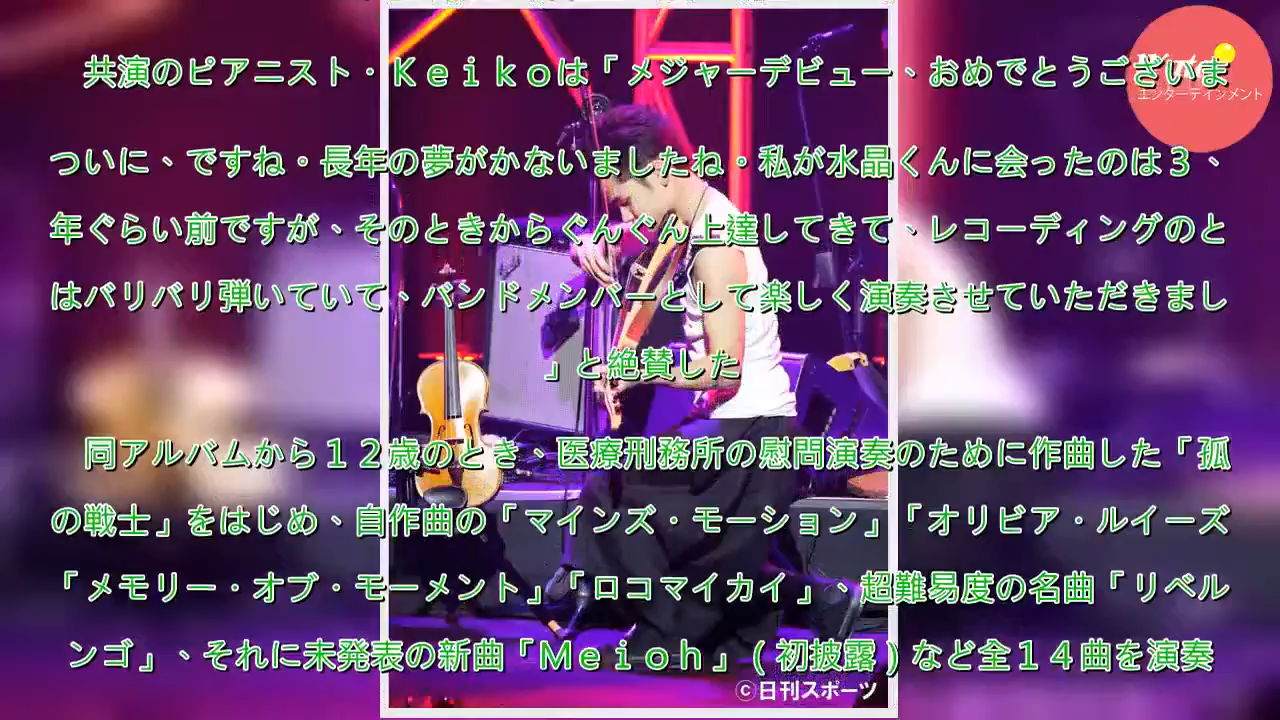 共演のピアニスト・Ｋｅｉｋｏは「メジャーデビュー、おめでとうございま
エンターテインメント
ついに、ですね・長年の夢がかないましたね・私が水晶くんに会ったのは３、
年ぐらい前ですが、そのときからぐんぐん上達してきて、レコーディングのと
はバリバリ弾いていて、バンドメンバーとして楽しく演奏させていただきまし
」と絶賛した
同アルバムから１２歳のとき、医療刑務所の慰問演奏のために作曲した「孤
の戦士」をはじめ、自作曲の「マインズ・モーション」「オリビア・ルイーズ
「メモリー・オブ・モーメント」「ロコマイカイ」、超難易度の名曲「リベル
ンゴ」、それに未発表の新曲「Ｍｅｉｏｈ」(初披露)など全１４曲を演奏
©日刊スポーツ